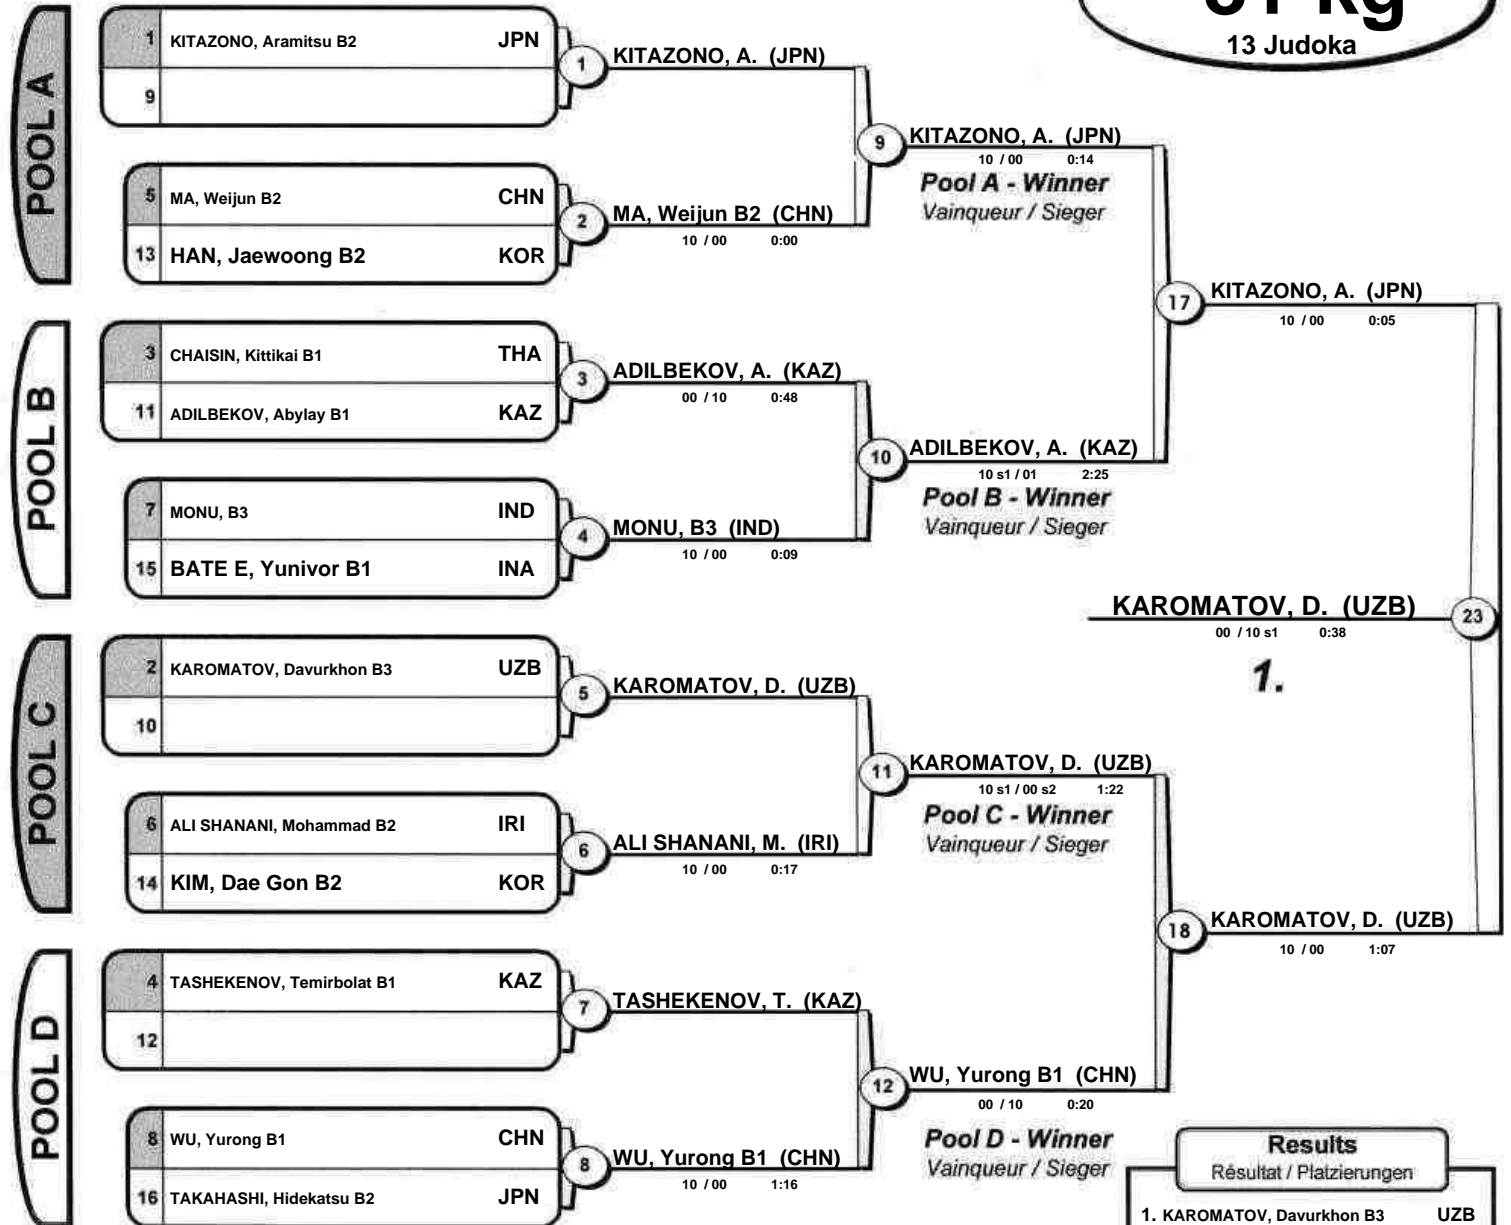 kg
13 Judoka
POOL A
1 KITAZONO, Aramitsu B2 JPN
9
1 KITAZONO, A. (JPN)
5 MA, Weijun B2 CHN
13 HAN, Jaewoong B2 KOR
2 MA, Weijun B2 (CHN)
10 / 00 0:00
9 KITAZONO, A. (JPN)
10 / 00 0:14
Pool A - Winner
Vainqueur / Sieger
POOL B
3 CHAISIN, Kittikai B1 THA
11 ADILBEKOV, Abylay B1 KAZ
3 ADILBEKOV, A. (KAZ)
00 / 10 0:48
7 MONU, B3 IND
15 BATE E, Yunivor B1 INA
4 MONU, B3 (IND)
10 / 00 0:09
10 ADILBEKOV, A. (KAZ)
10 s1 / 01 2:25
Pool B - Winner
Vainqueur / Sieger
17 KITAZONO, A. (JPN)
10 / 00 0:05
POOL C
2 KAROMATOV, Davurkhon B3 UZB
10
5 KAROMATOV, D. (UZB)
6 ALI SHANANI, Mohammad B2 IRI
14 KIM, Dae Gon B2 KOR
6 ALI SHANANI, M. (IRI)
10 / 00 0:17
11 KAROMATOV, D. (UZB)
10 s1 / 00 s2 1:22
Pool C - Winner
Vainqueur / Sieger
POOL D
4 TASHEKENOV, Temirbolat B1 KAZ
12
7 TASHEKENOV, T. (KAZ)
8 WU, Yurong B1 CHN
16 TAKAHASHI, Hidekatsu B2 JPN
8 WU, Yurong B1 (CHN)
10 / 00 1:16
12 WU, Yurong B1 (CHN)
00 / 10 0:20
Pool D - Winner
Vainqueur / Sieger
18 KAROMATOV, D. (UZB)
10 / 00 1:07
KAROMATOV, D. (UZB) 23
00 / 10 s1 0:38
1.
Results
Résultat / Platzierungen
1. KAROMATOV, Davurkhon B3 UZB